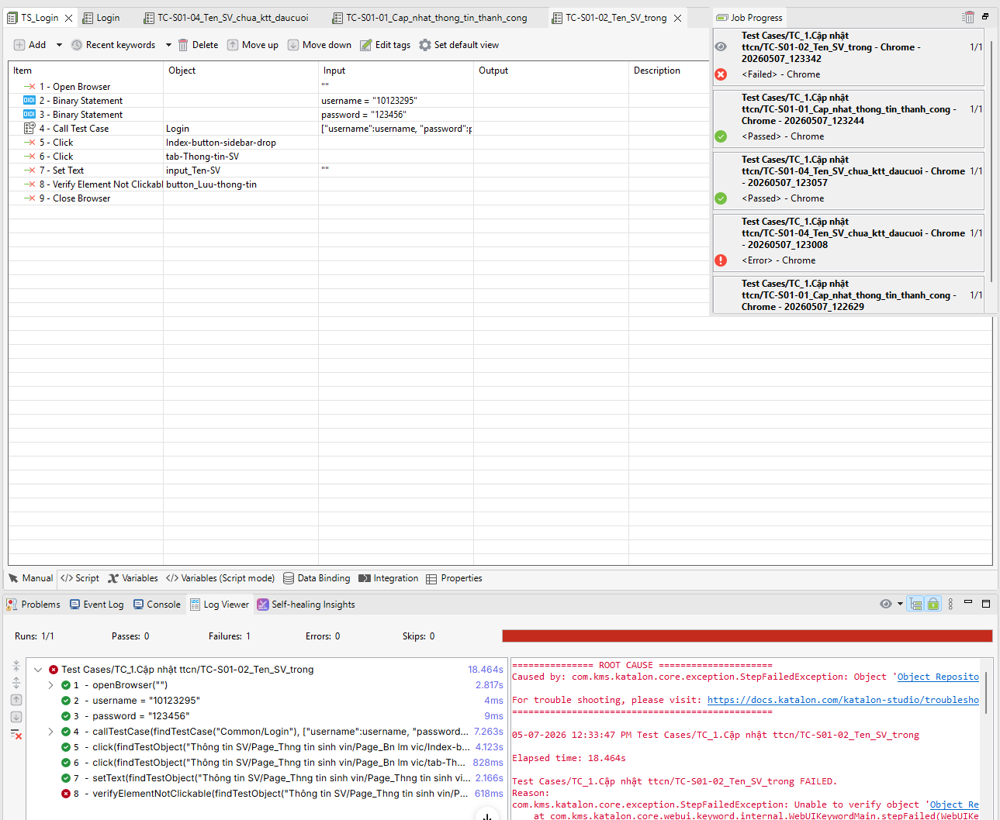 TS_Login
Login
TC-S01-04_Ten_SV_chua_ktt_daucuoi
TC-S01-01_Cap_nhat_thong_tin_thanh_cong
TC-S01-02_Ten_SV_trong
Job Progress
Add
Recent keywords
Delete
Move up
Move down
Edit tags
Set default view
Item Object Input Output Description
1 - Open Browser ""
2 - Binary Statement username = "10123295"
3 - Binary Statement password = "123456"
4 - Call Test Case Login ["username":username, "password":p
5 - Click Index-button-sidebar-drop
6 - Click tab-Thong-tin-SV
7 - Set Text input_Ten-SV ""
8 - Verify Element Not Clickabl button_Luu-thong-tin
9 - Close Browser
Test Cases/TC_1.Cập nhật
ttcn/TC-S01-02_Ten_SV_trong - Chrome - 1/1
20260507_123342
<Failed> - Chrome
Test Cases/TC_1.Cập nhật
ttcn/TC-S01-01_Cap_nhat_thong_tin_thanh_cong - 1/1
Chrome - 20260507_123244
<Passed> - Chrome
Test Cases/TC_1.Cập nhật
ttcn/TC-S01-04_Ten_SV_chua_ktt_daucuoi - Chrome 1/1
- 20260507_123057
<Passed> - Chrome
Test Cases/TC_1.Cập nhật
ttcn/TC-S01-04_Ten_SV_chua_ktt_daucuoi - Chrome 1/1
- 20260507_123008
<Error> - Chrome
Test Cases/TC_1.Cập nhật
ttcn/TC-S01-01_Cap_nhat_thong_tin_thanh_cong - 1/1
Chrome - 20260507_122629
Manual </> Script Variables </> Variables (Script mode) Data Binding Integration Properties
Problems Event Log Console Log Viewer Self-healing Insights
Runs: 1/1 Passes: 0 Failures: 1 Errors: 0 Skips: 0
Test Cases/TC_1.Cập nhật ttcn/TC-S01-02_Ten_SV_trong 18.464s
1 - openBrowser("") 2.817s
2 - username = "10123295" 4ms
3 - password = "123456" 9ms
4 - callTestCase(findTestCase("Common/Login"), ["username":username, "password... 7.263s
5 - click(findTestObject("Thông tin SV/Page_Thng tin sinh vin/Page_Bn lm vic/Index-b... 4.123s
6 - click(findTestObject("Thông tin SV/Page_Thng tin sinh vin/Page_Bn lm vic/tab-Th... 828ms
7 - setText(findTestObject("Thông tin SV/Page_Thng tin sinh vin/Page_Thng tin sinh vi... 2.166s
8 - verifyElementNotClickable(findTestObject("Thông tin SV/Page_Thng tin sinh vin/P... 618ms
=============== ROOT CAUSE =====================
Caused by: com.kms.katalon.core.exception.StepFailedException: Object 'Object Reposito
For trouble shooting, please visit: https://docs.katalon.com/katalon-studio/troublesho
================================================
05-07-2026 12:33:47 PM Test Cases/TC_1.Cập nhật ttcn/TC-S01-02_Ten_SV_trong
Elapsed time: 18.464s
Test Cases/TC_1.Cập nhật ttcn/TC-S01-02_Ten_SV_trong FAILED.
Reason:
com.kms.katalon.core.exception.StepFailedException: Unable to verify object 'Object Re
at com.kms.katalon.core.webui.keyword.internal.WebUIKeywordMain.stepFailed(WebUIKe